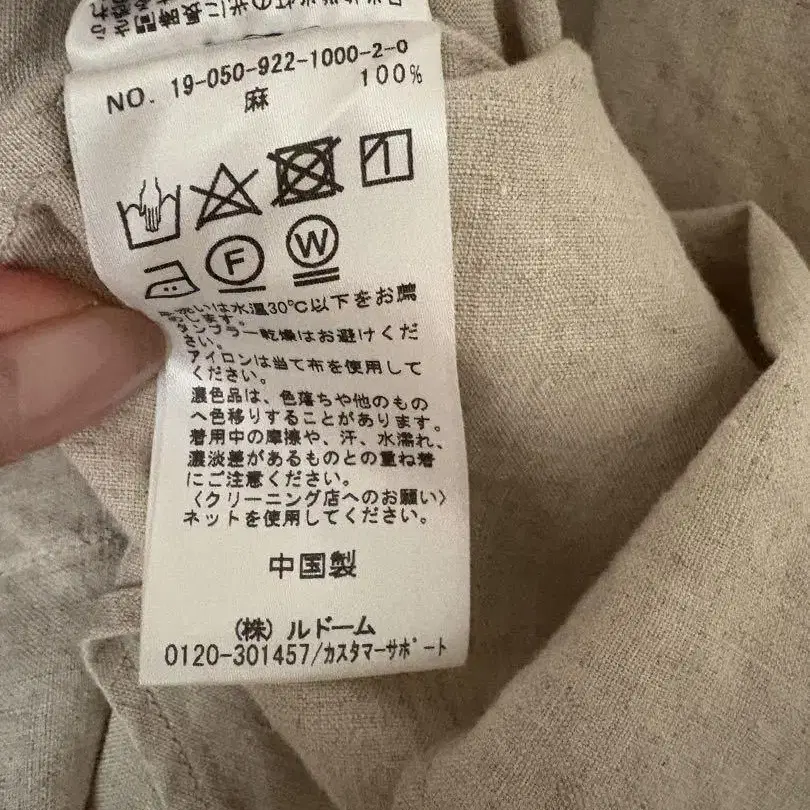 NO. 19-050-922-1000-2-0
麻 100%
F W
洗いは水温30℃以下をお薦
めします。
タンブラー乾燥はお避けくだ
さい。
アイロンは当て布を使用して
ください。
濃色品は、色落ちや他のもの
へ色移りすることがあります。
着用中の摩擦や、汗、水濡れ、
濃淡差があるものとの重ね着
にご注意ください。
〈クリーニング店へのお願い〉
ネットを使用してください。
中国製
(株) ルドーム
0120-301457/カスタマーサポート